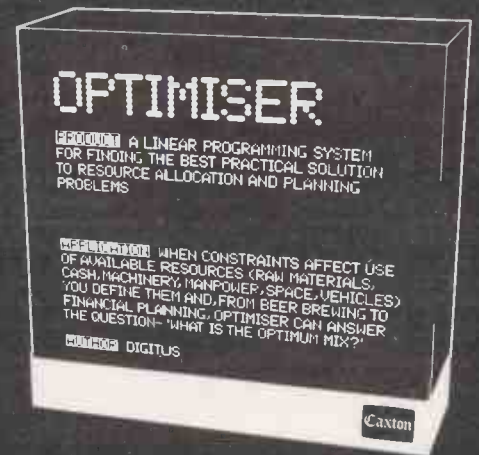 OPTIMISER
PRODUCT A LINEAR PROGRAMMING SYSTEM
FOR FINDING THE BEST PRACTICAL SOLUTION
TO RESOURCE ALLOCATION AND PLANNING
PROBLEMS
APPLICATION WHEN CONSTRAINTS AFFECT USE
OF AVAILABLE RESOURCES (RAW MATERIALS,
CASH, MACHINERY, MANPOWER, SPACE, VEHICLES)
YOU DEFINE THEM AND, FROM BEER BREWING TO
FINANCIAL PLANNING, OPTIMISER CAN ANSWER
THE QUESTION- 'WHAT IS THE OPTIMUM MIX?'
AUTHOR DIGITUS
Caxton